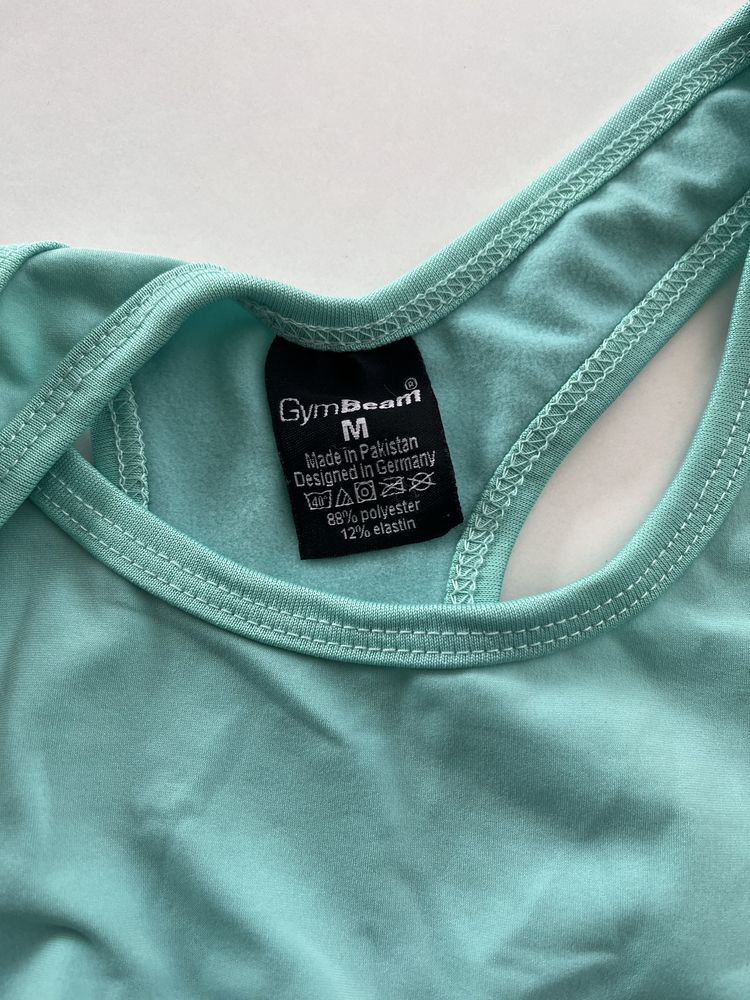 GymBeam®
M
Made in Pakistan
Designed in Germany
40°
88% polyester
12% elastin